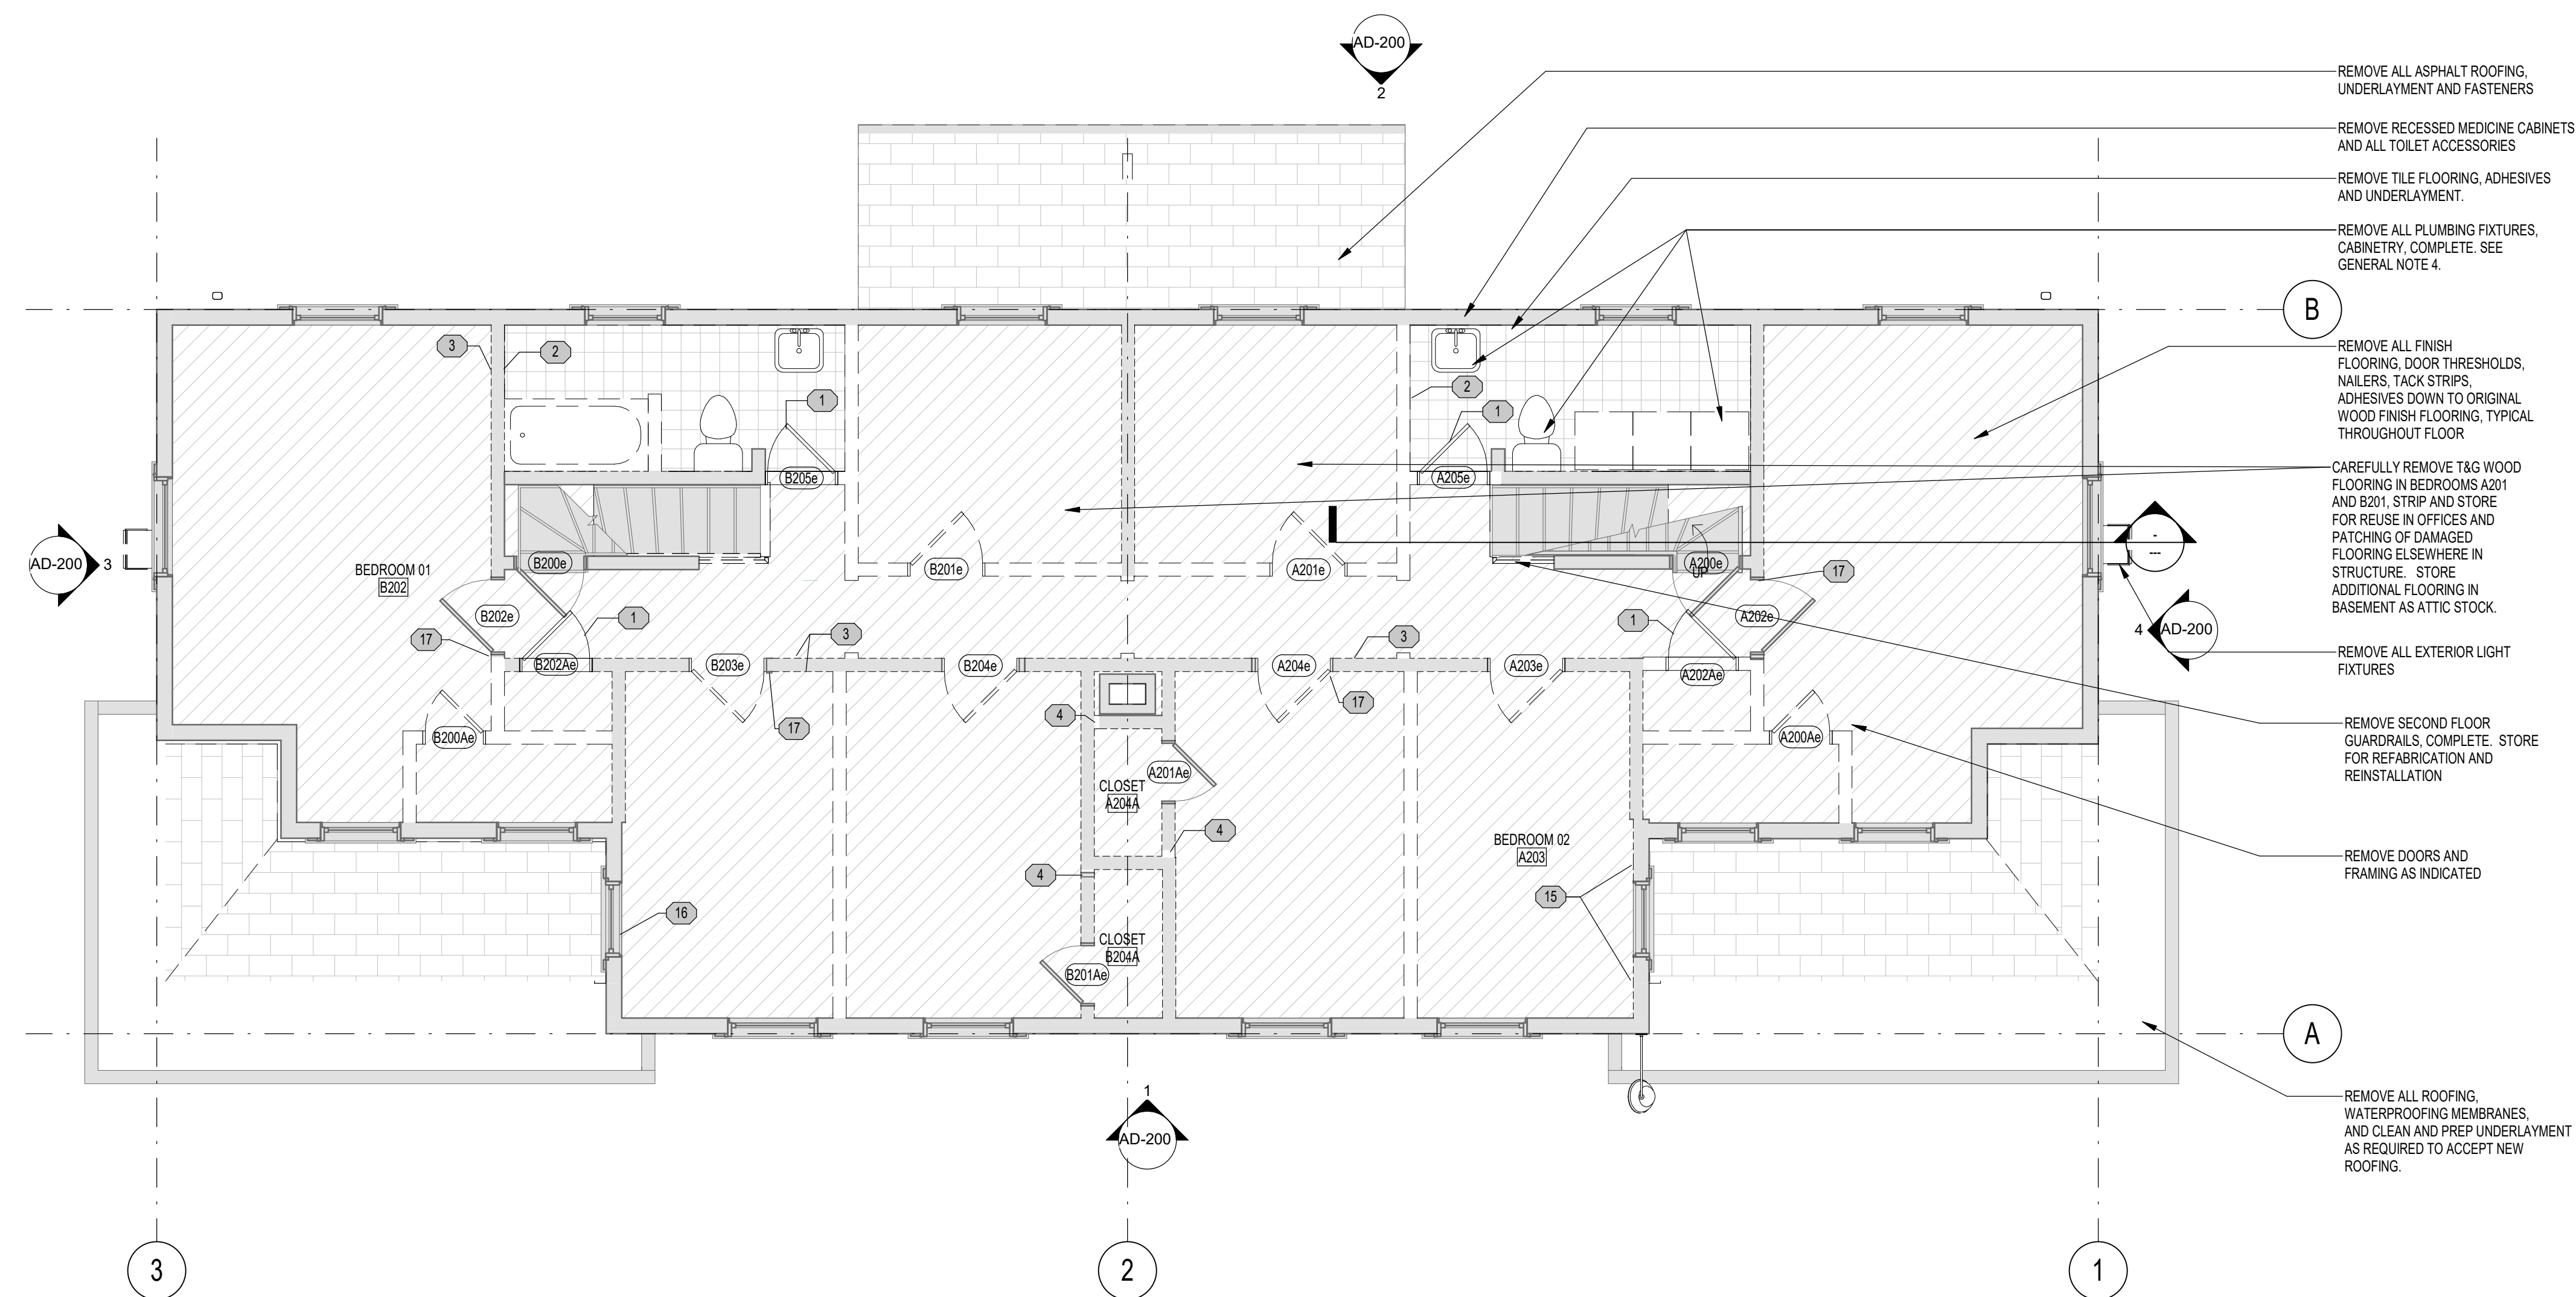 AD-200
2
REMOVE ALL ASPHALT ROOFING,
UNDERLAYMENT AND FASTENERS
REMOVE RECESSED MEDICINE CABINETS
AND ALL TOILET ACCESSORIES
REMOVE TILE FLOORING, ADHESIVES
AND UNDERLAYMENT.
REMOVE ALL PLUMBING FIXTURES,
CABINETRY, COMPLETE. SEE
GENERAL NOTE 4.
B
REMOVE ALL FINISH
FLOORING, DOOR THRESHOLDS,
NAILERS, TACK STRIPS,
ADHESIVES DOWN TO ORIGINAL
WOOD FINISH FLOORING, TYPICAL
THROUGHOUT FLOOR
CAREFULLY REMOVE T&G WOOD
FLOORING IN BEDROOMS A201
AND B201, STRIP AND STORE
FOR REUSE IN OFFICES AND
PATCHING OF DAMAGED
FLOORING ELSEWHERE IN
STRUCTURE. STORE
ADDITIONAL FLOORING IN
BASEMENT AS ATTIC STOCK.
REMOVE ALL EXTERIOR LIGHT
FIXTURES
REMOVE SECOND FLOOR
GUARDRAILS, COMPLETE. STORE
FOR REFABRICATION AND
REINSTALLATION
REMOVE DOORS AND
FRAMING AS INDICATED
A
REMOVE ALL ROOFING,
WATERPROOFING MEMBRANES,
AND CLEAN AND PREP UNDERLAYMENT
AS REQUIRED TO ACCEPT NEW
ROOFING.
3
2
1
2
1
B205e
A205e
AD-200
3
BEDROOM 01
B202
B200e
B201e
A201e
A200e
UP
17
-
---
4
AD-200
B202e
1
1
A202e
17
3
3
B202Ae
B203e
B204e
A204e
A203e
A202Ae
17
4
17
B200Ae
A200Ae
A201Ae
CLOSET
A204A
4
BEDROOM 02
A203
4
15
16
CLOSET
B204A
B201Ae
1
AD-200
3
2
1